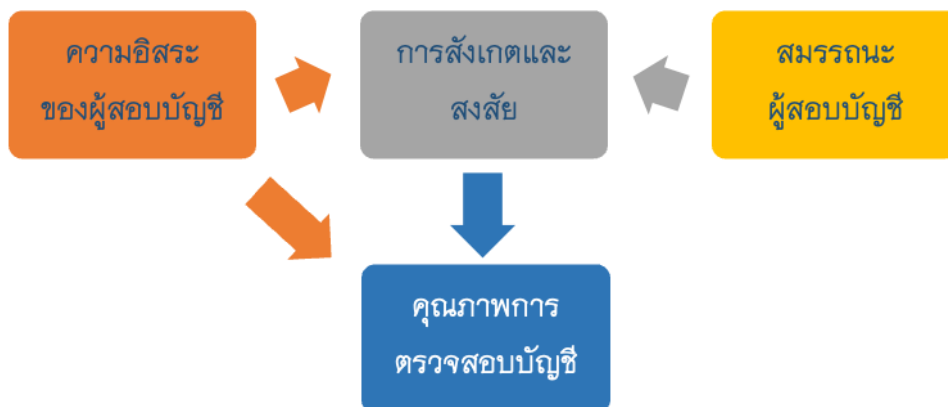 ความอิสระ
ของผู้สอบบัญชี
การสังเกตและ
สงสัย
สมรรถนะ
ผู้สอบบัญชี
คุณภาพการ
ตรวจสอบบัญชี